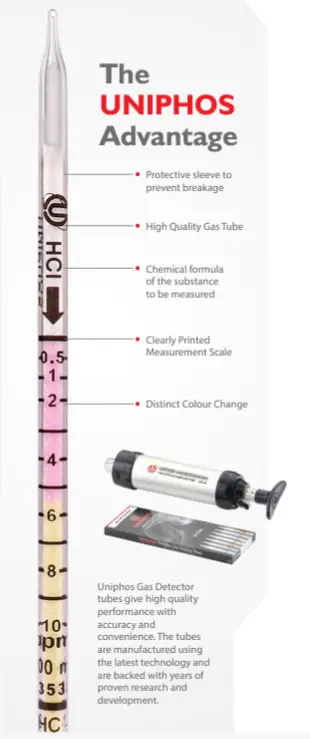 The
UNIPHOS
Advantage
Protective sleeve to
prevent breakage
High Quality Gas Tube
HCl
Chemical formula
of the substance
to be measured
Clearly Printed
Measurement Scale
0.5
1
2
Distinct Colour Change
4
6
8
10
Uniphos Gas Detector
tubes give high quality
performance with
accuracy and
convenience. The tubes
are manufactured using
the latest technology and
are backed with years of
proven research and
development.